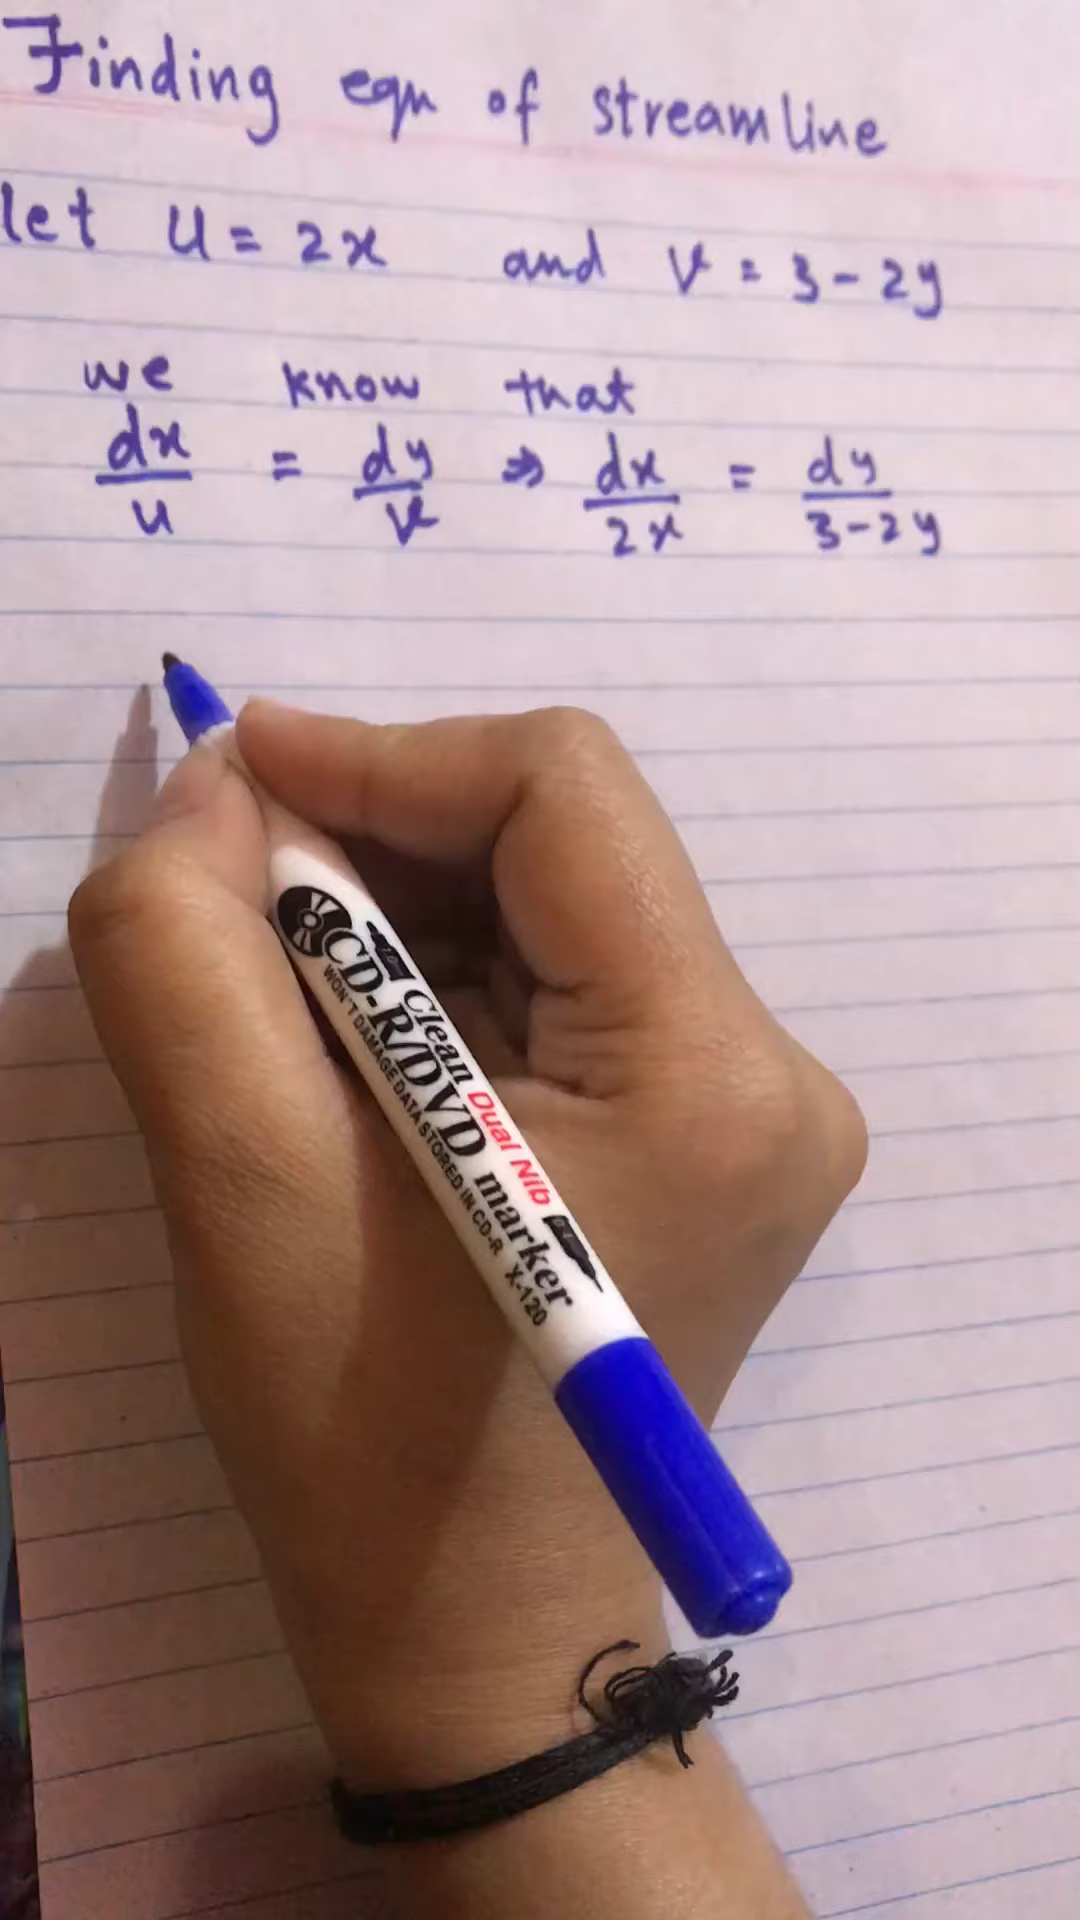 Finding eqn of streamline
let u = 2x and v = 3 - 2y
we know that
dx/u = dy/v ⇒ dx/2x = dy/3-2y
Clean Dual Nib
CD-R/DVD marker
WON'T DAMAGE DATA STORED IN CD-R X-120